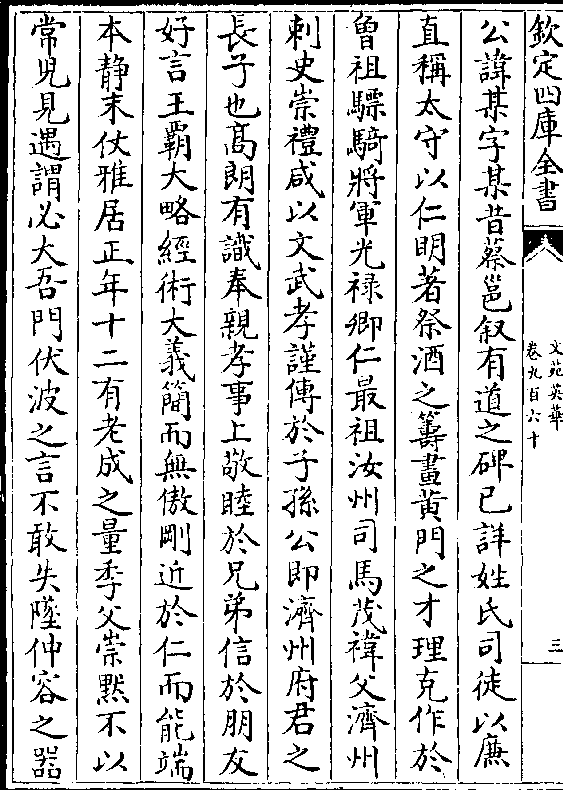 欽定四庫全書
文苑英華
卷九百六十
三
公諱某字某昔蔡邕叙有道之碑已詳姓氏司徒以亷
直稱太守以仁明著祭酒之籌畫黄門之才理克作於
曽祖驃騎將軍光禄卿仁最祖汝州司馬茂禕父濟州
刺史崇禮咸以文武孝謹傳於子孫公即濟州府君之
長子也髙朗有識奉親孝事上敬睦於兄弟信於朋友
好言王霸大略經術大義簡而無傲剛近於仁而能端
本静末仗雅居正年十二有老成之量季父崇黙不以
常兒見遇謂必大吾門伏波之言不敢失墜仲容之器